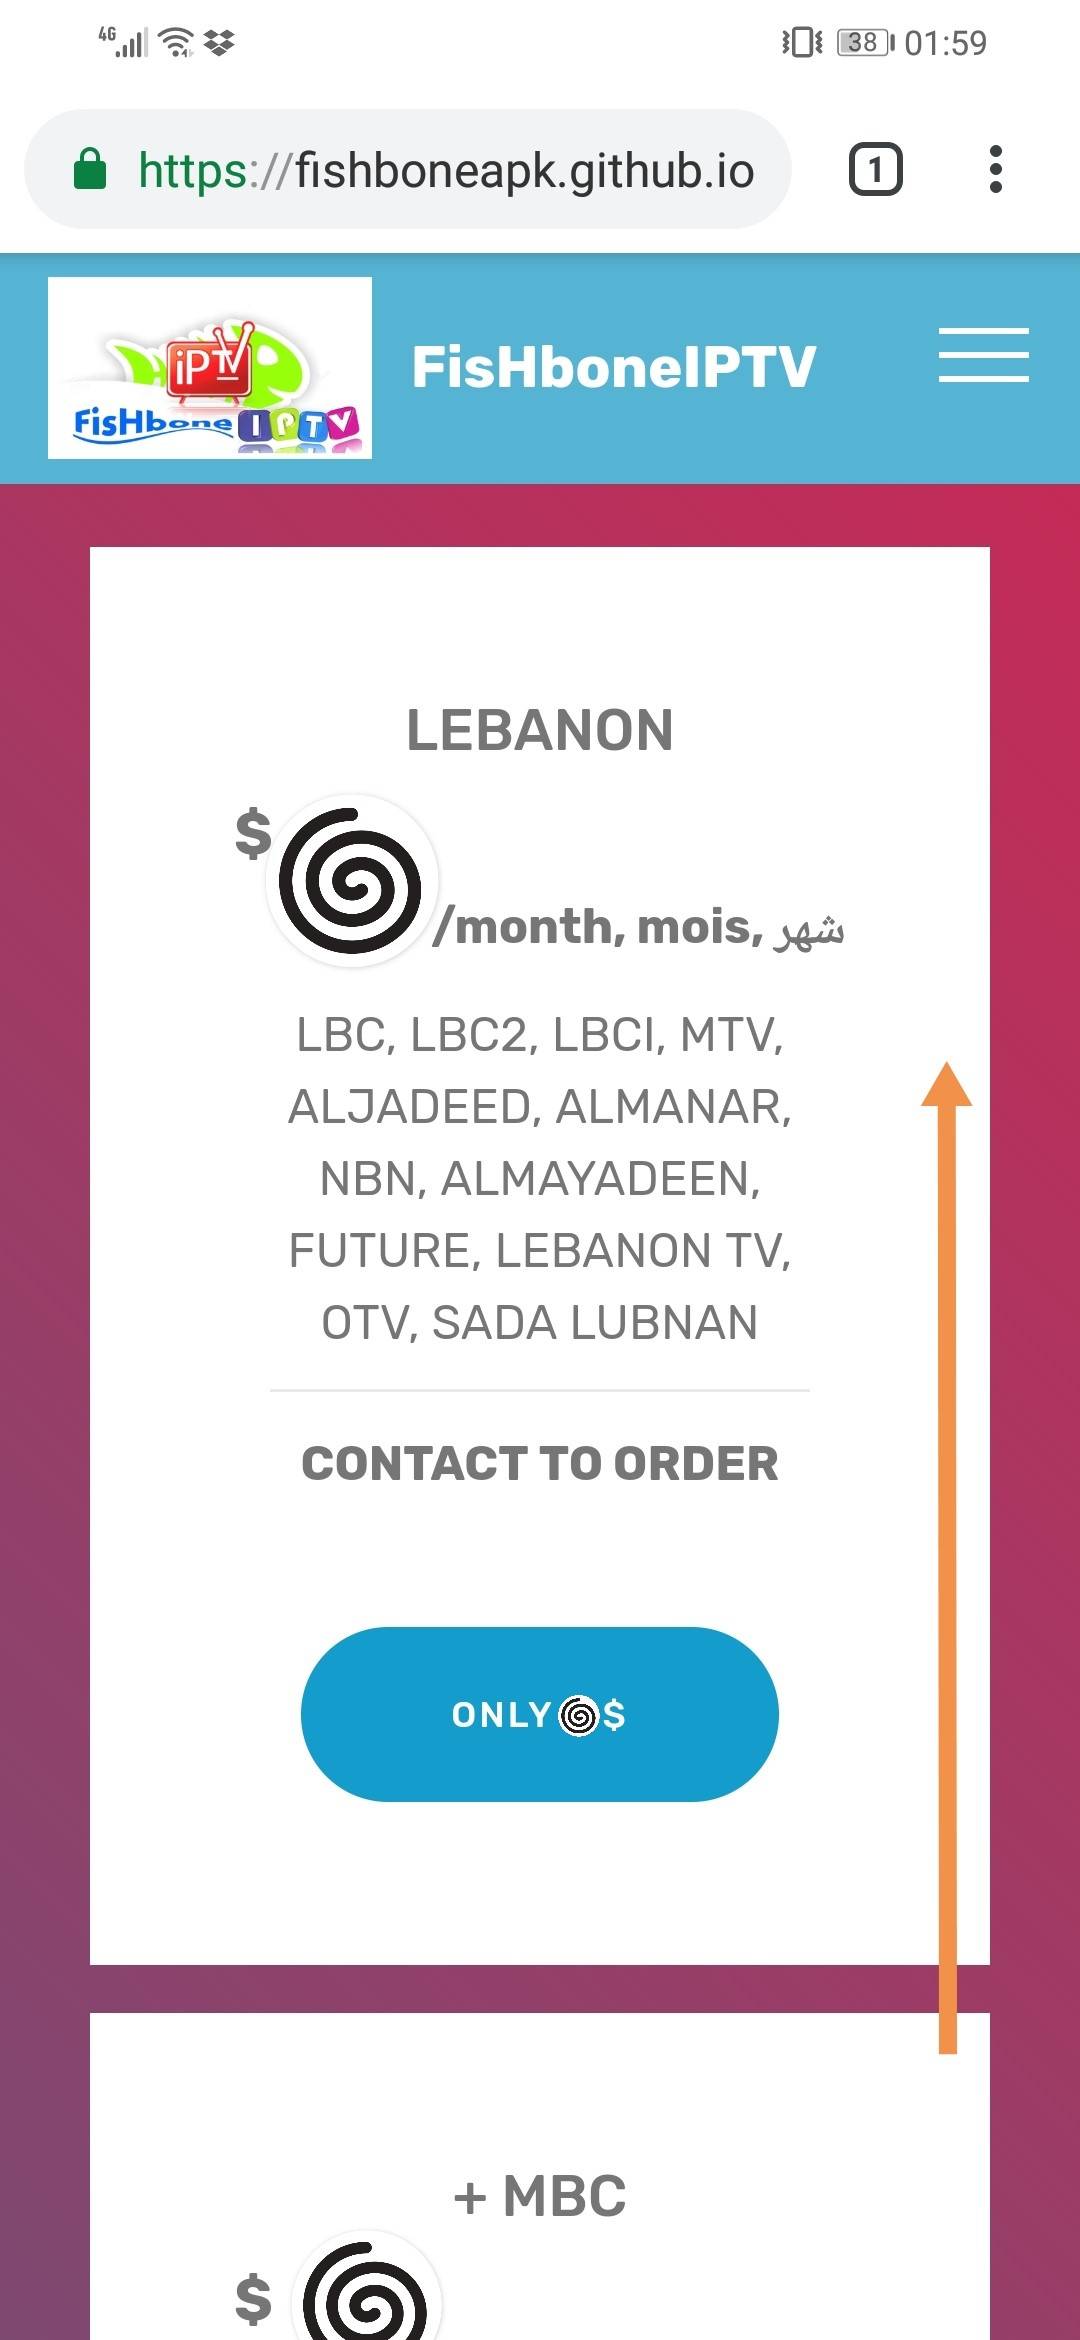 4G
38
01:59
https://fishboneapk.github.io
1
iPTV
FisHbone IPTV
FisHboneIPTV
LEBANON
$
/month, mois, شهر
LBC, LBC2, LBCI, MTV,
ALJADEED, ALMANAR,
NBN, ALMAYADEEN,
FUTURE, LEBANON TV,
OTV, SADA LUBNAN
CONTACT TO ORDER
ONLY $
+ MBC
$